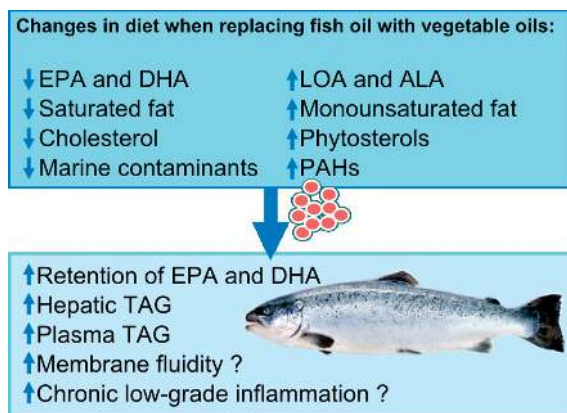 Changes in diet when replacing fish oil with vegetable oils:
↓EPA and DHA
↓Saturated fat
↓Cholesterol
↓Marine contaminants
↑LOA and ALA
↑Monounsaturated fat
↑Phytosterols
↑PAHs
↑Retention of EPA and DHA
↑Hepatic TAG
↑Plasma TAG
↑Membrane fluidity ?
↑Chronic low-grade inflammation ?